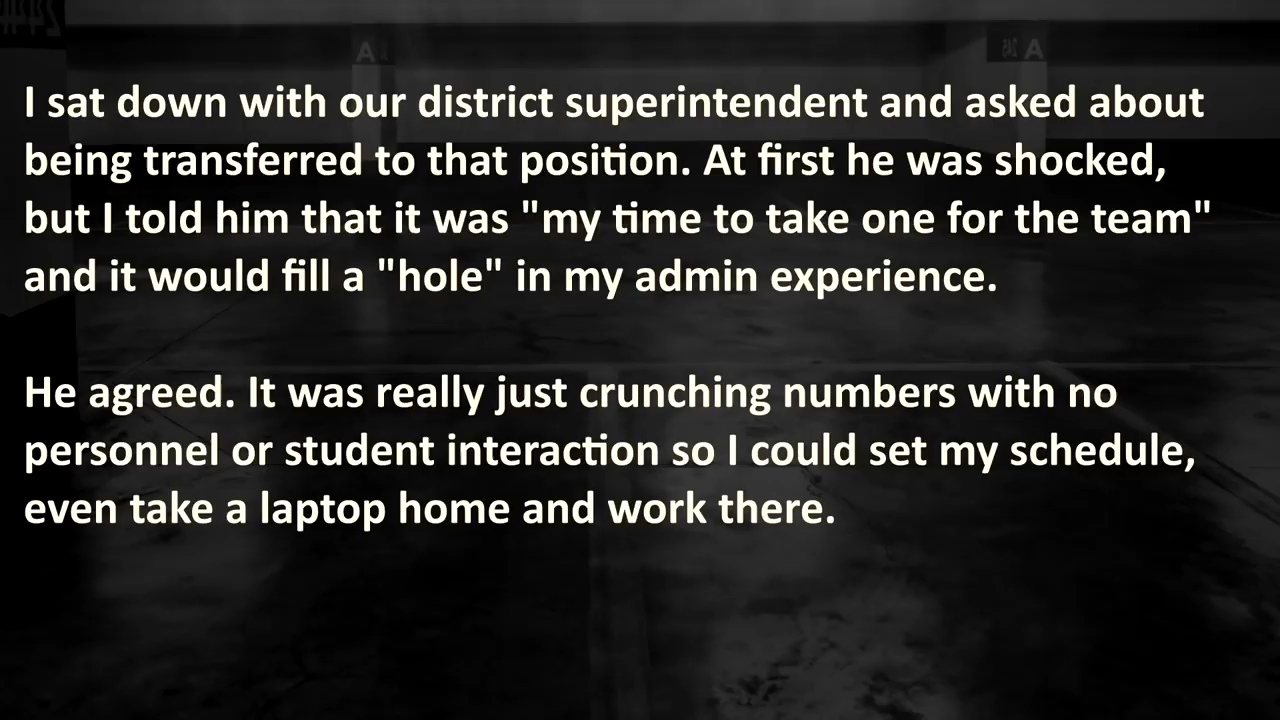 A
A
I sat down with our district superintendent and asked about
being transferred to that position. At first he was shocked,
but I told him that it was "my time to take one for the team"
and it would fill a "hole" in my admin experience.
He agreed. It was really just crunching numbers with no
personnel or student interaction so I could set my schedule,
even take a laptop home and work there.